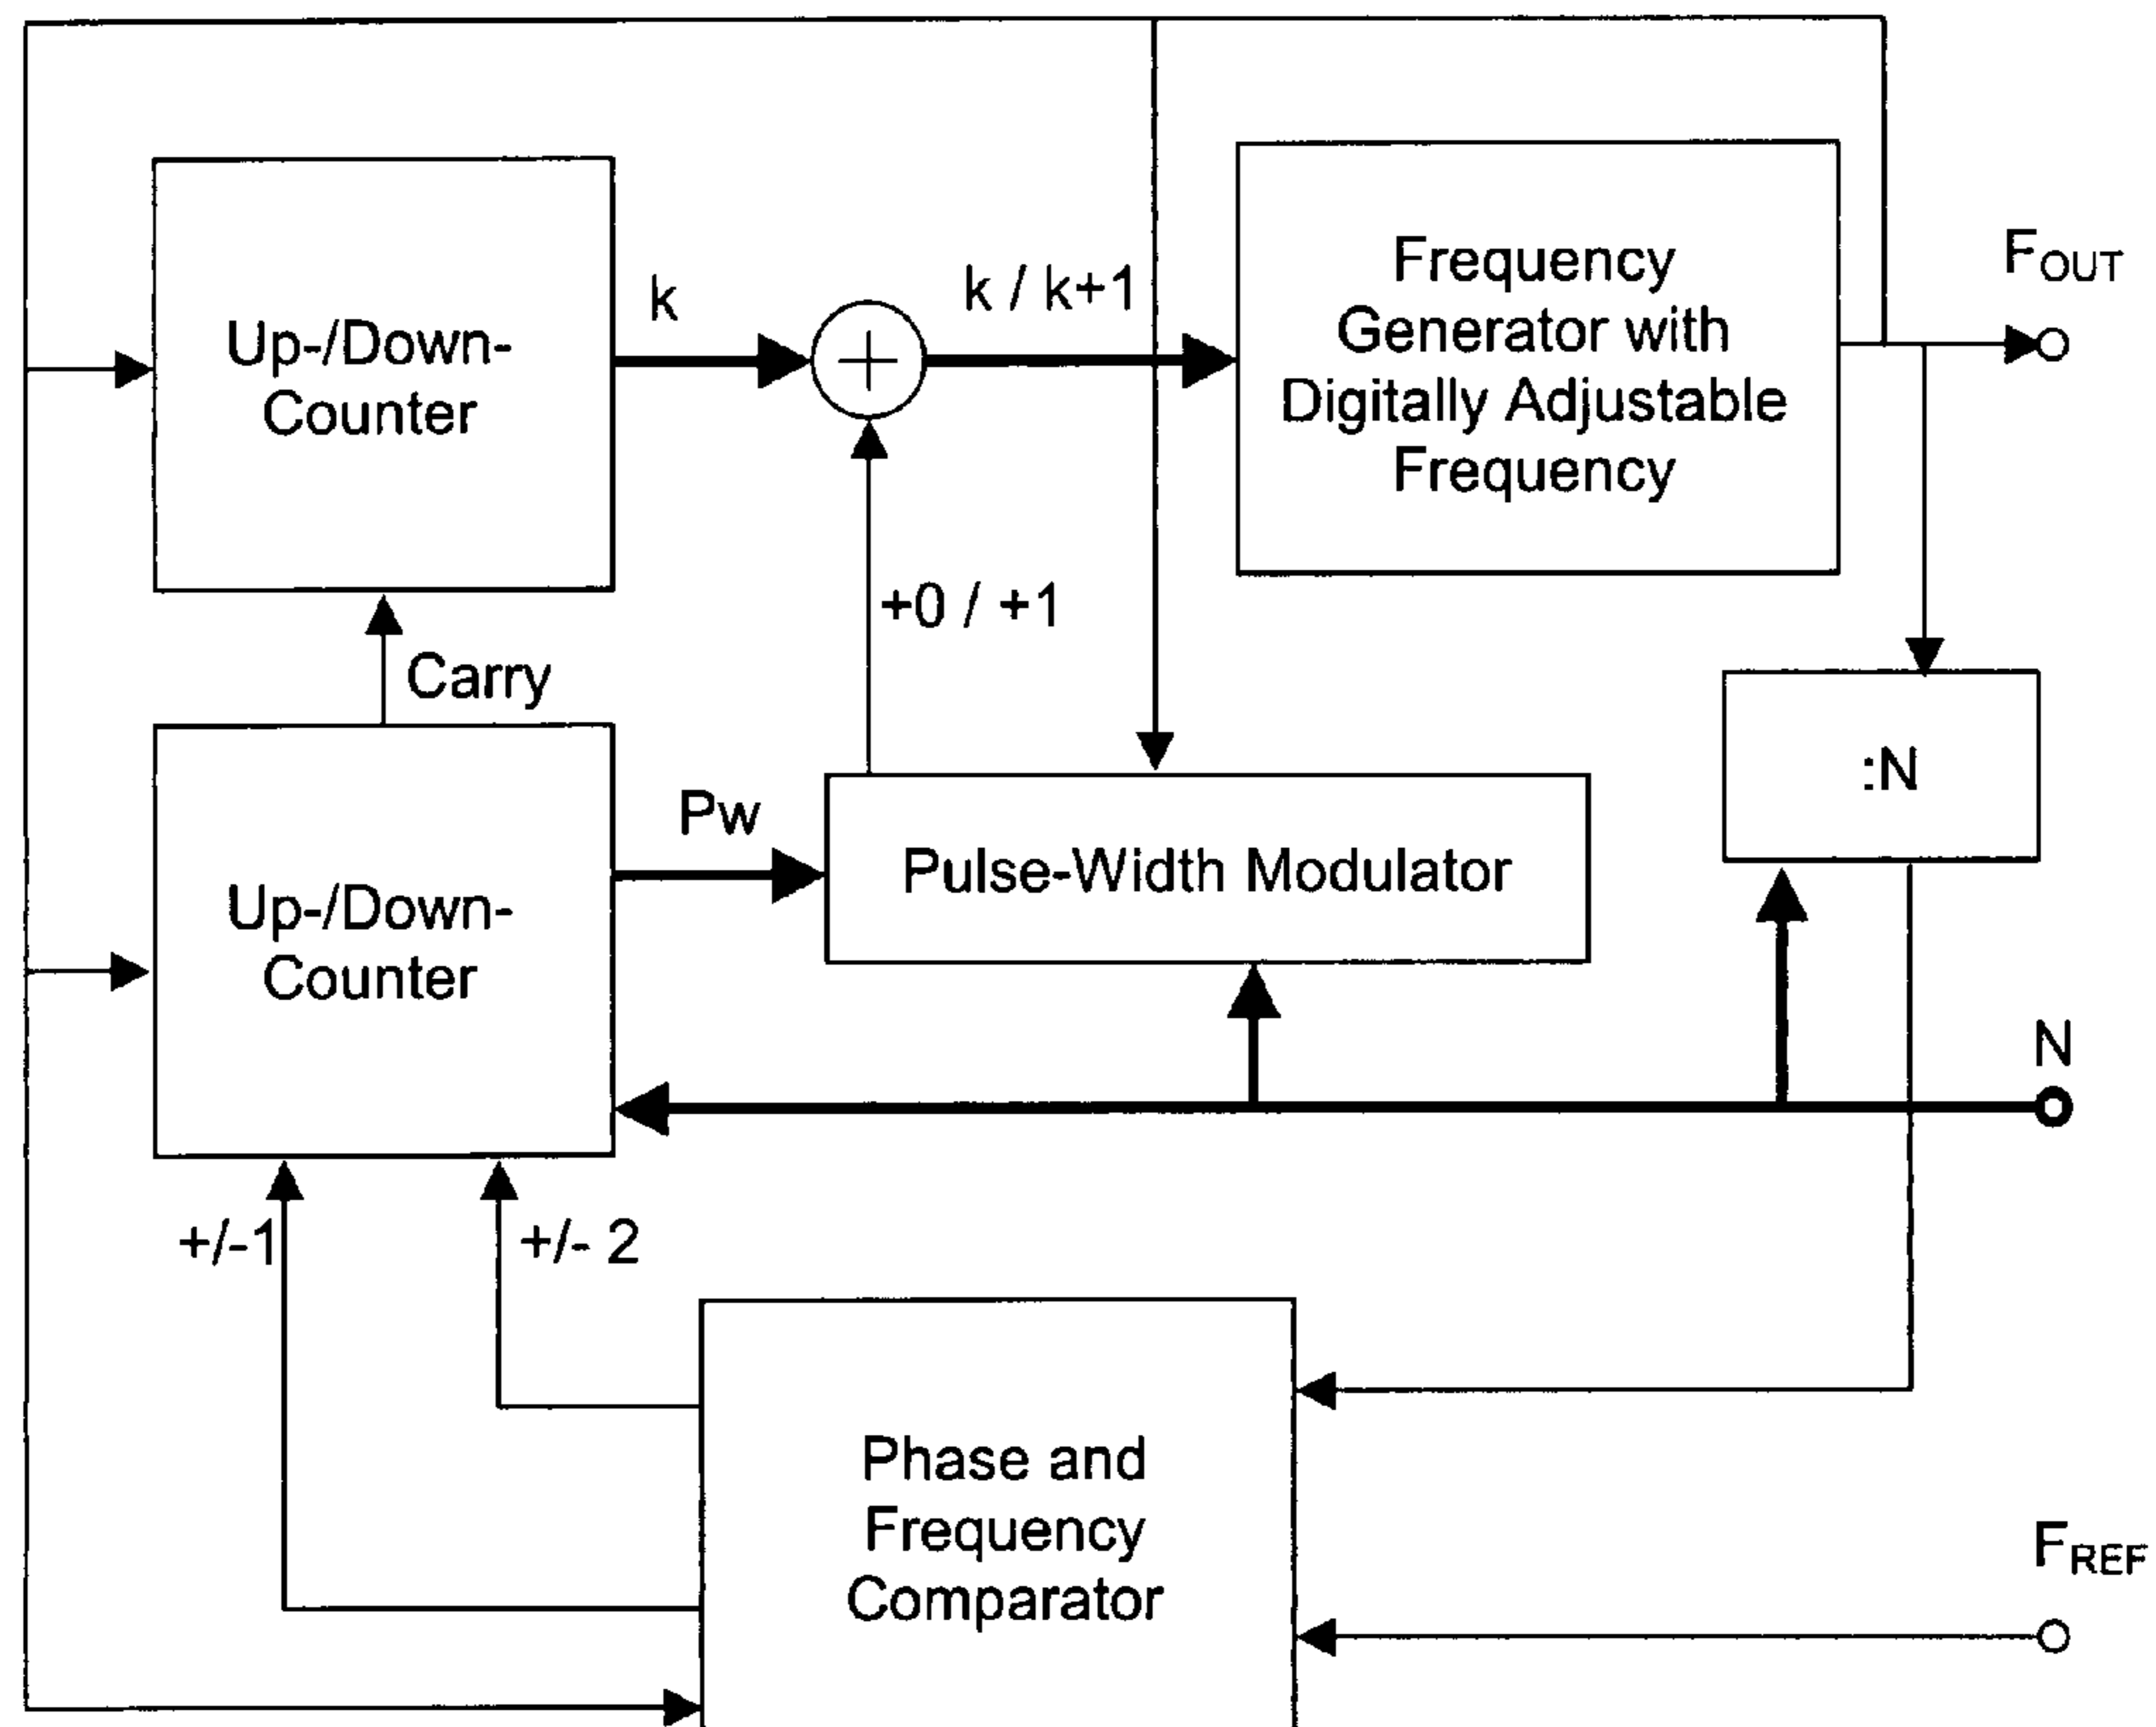 Up-/Down-
Counter
k
k / k+1
Frequency
Generator with
Digitally Adjustable
Frequency
FOUT
+0 / +1
Carry
:N
Up-/Down-
Counter
Pw
Pulse-Width Modulator
N
+/-1
+/- 2
Phase and
Frequency
Comparator
FREF